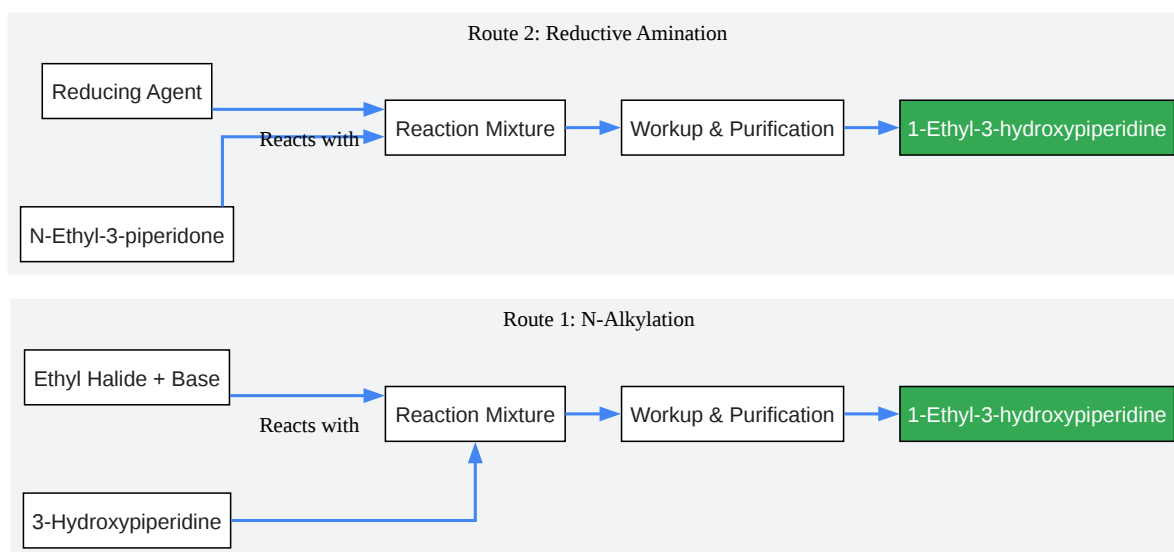 Route 2: Reductive Amination
Reducing Agent
Reacts with
Reaction Mixture
Workup & Purification
1-Ethyl-3-hydroxypiperidine
N-Ethyl-3-piperidone
Route 1: N-Alkylation
Ethyl Halide + Base
Reacts with
Reaction Mixture
Workup & Purification
1-Ethyl-3-hydroxypiperidine
3-Hydroxypiperidine